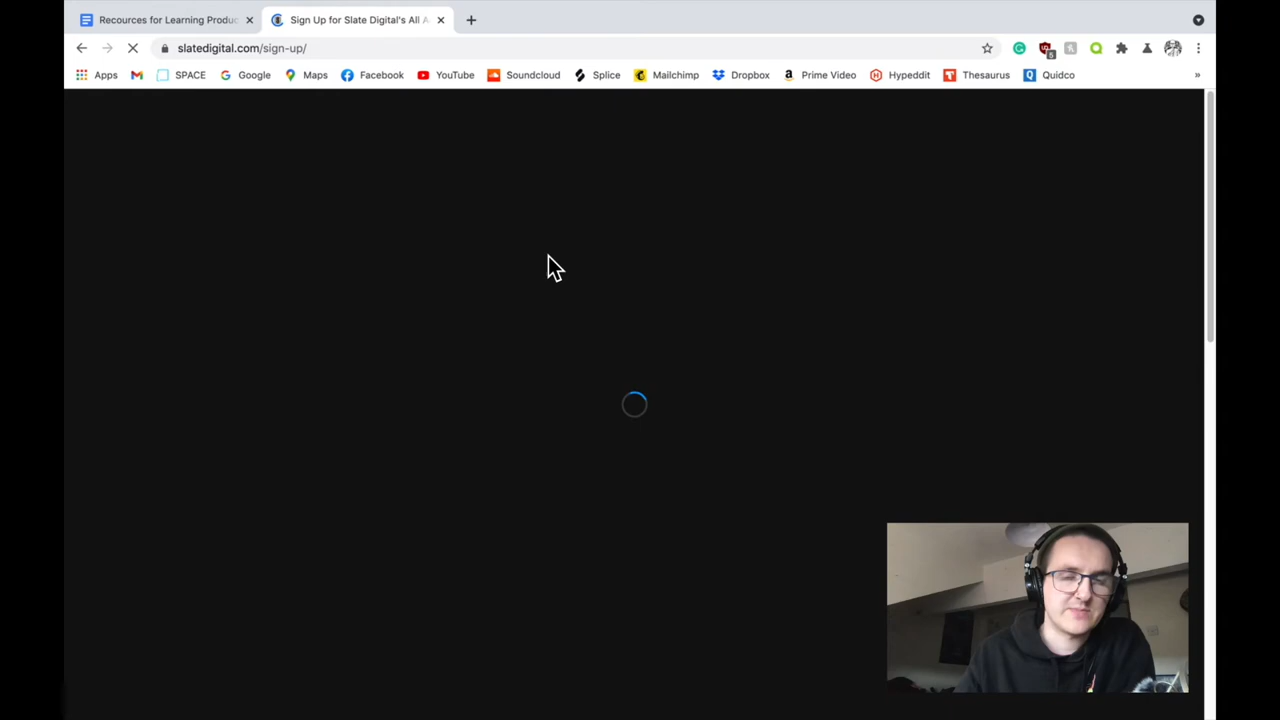 Recources for Learning Produc
Sign Up for Slate Digital's All A
slatedigital.com/sign-up/
5
Apps SPACE Google Maps Facebook YouTube Soundcloud Splice Mailchimp Dropbox Prime Video Hypeddit Thesaurus Quidco »